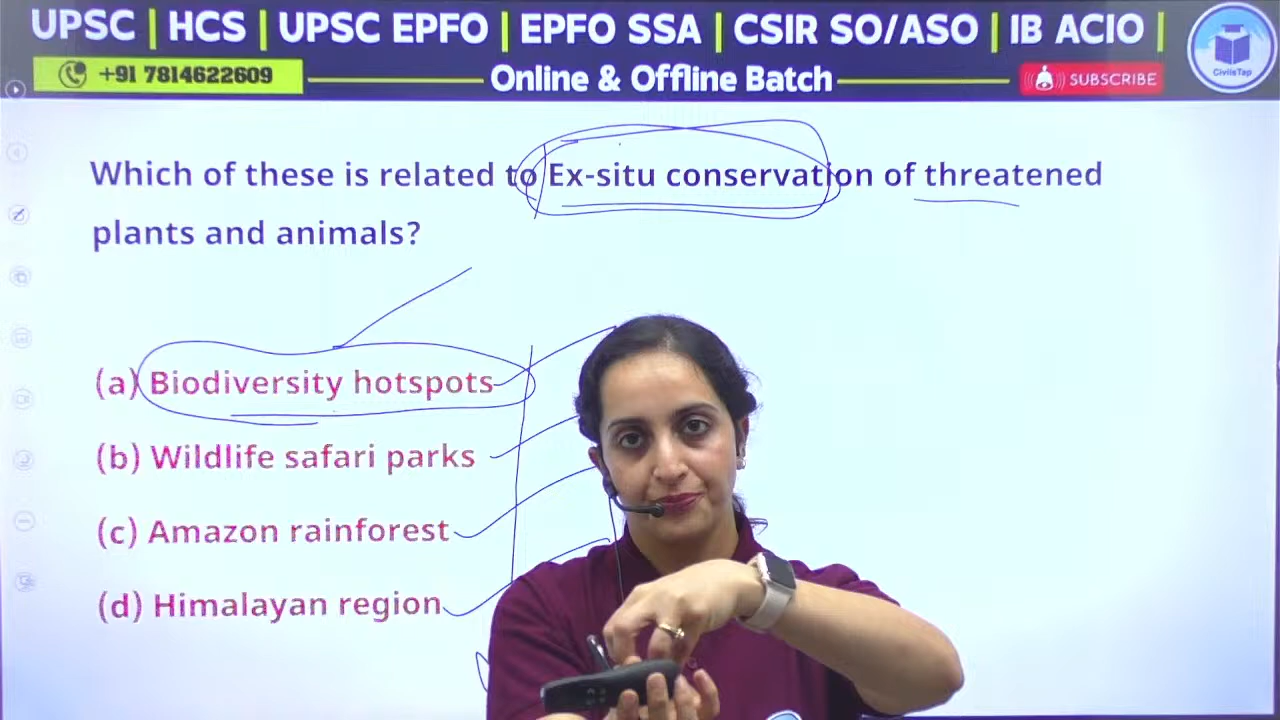 UPSC | HCS | UPSC EPFO | EPFO SSA | CSIR SO/ASO | IB ACIO |
+91 7814622609
Online & Offline Batch
SUBSCRIBE
CivilsTap
Which of these is related to Ex-situ conservation of threatened
plants and animals?
(a) Biodiversity hotspots
(b) Wildlife safari parks
(c) Amazon rainforest
(d) Himalayan region